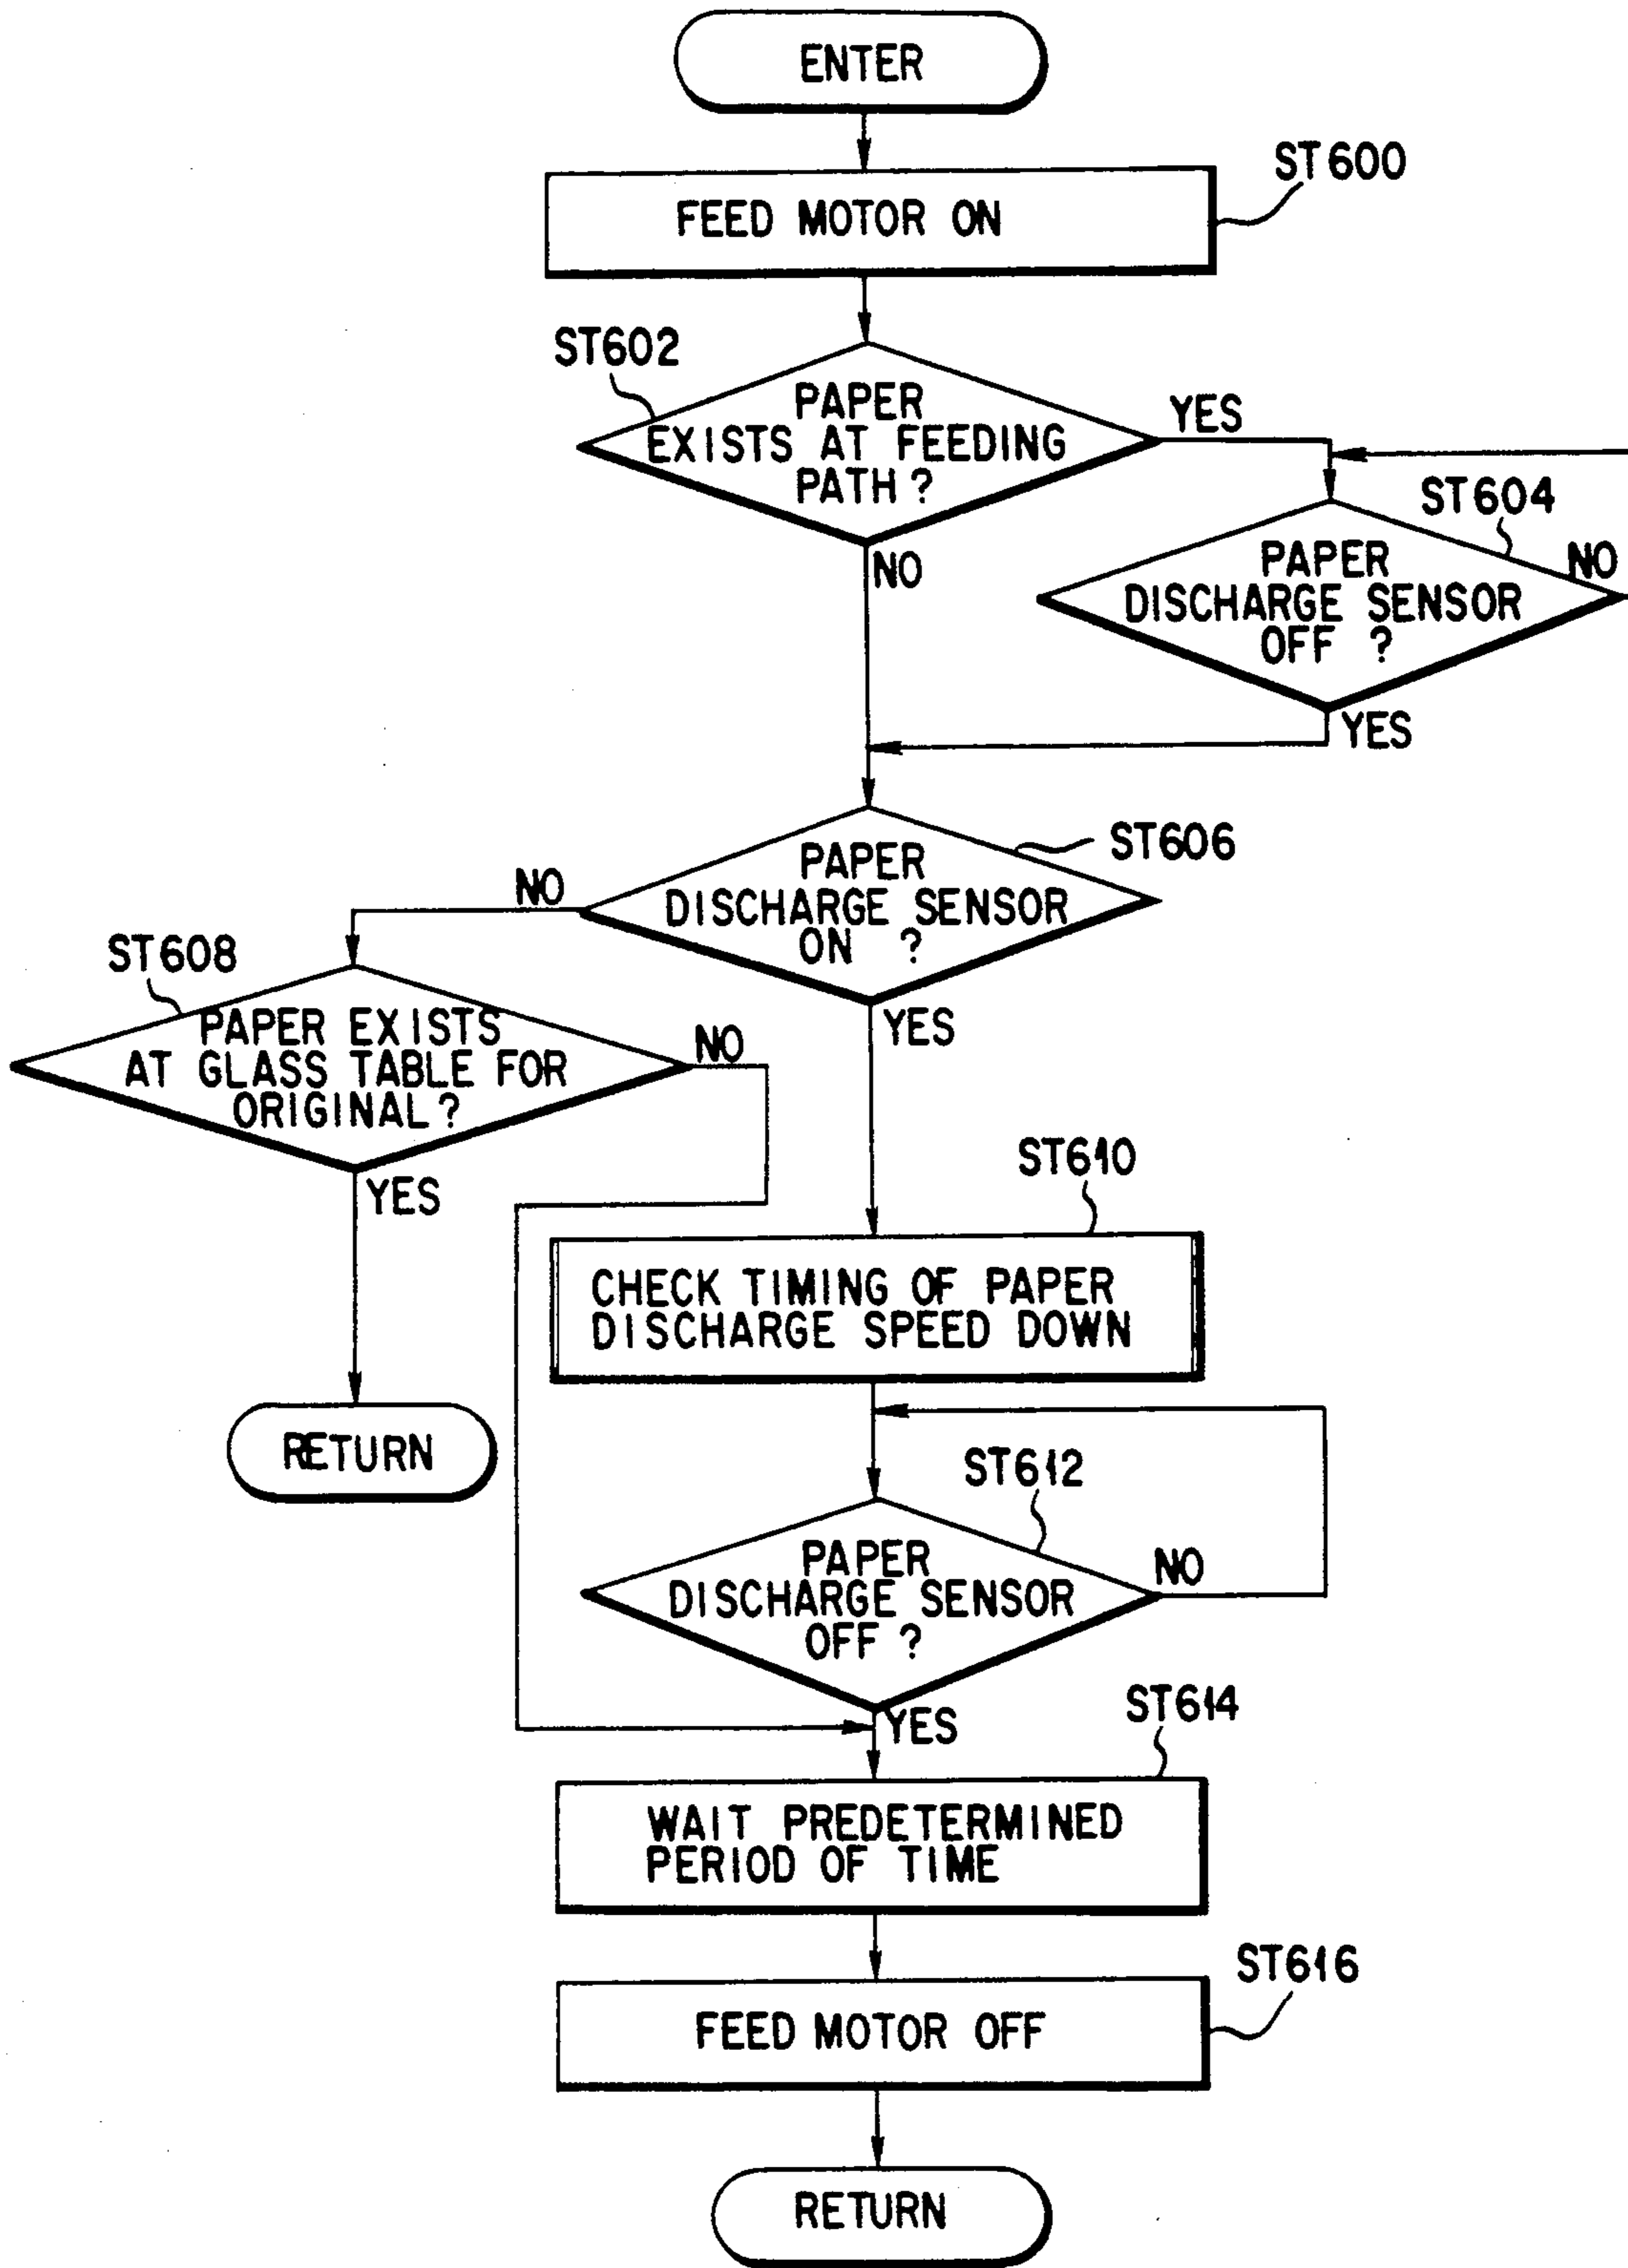 ENTER
ST600
FEED MOTOR ON
ST602
PAPER
EXISTS AT FEEDING
PATH?
YES
NO
ST604
PAPER
DISCHARGE SENSOR
OFF ?
NO
YES
ST606
PAPER
DISCHARGE SENSOR
ON ?
NO
YES
ST608
PAPER EXISTS
AT GLASS TABLE FOR
ORIGINAL?
NO
YES
RETURN
ST610
CHECK TIMING OF PAPER
DISCHARGE SPEED DOWN
ST612
PAPER
DISCHARGE SENSOR
OFF ?
NO
YES
ST614
WAIT PREDETERMINED
PERIOD OF TIME
ST616
FEED MOTOR OFF
RETURN